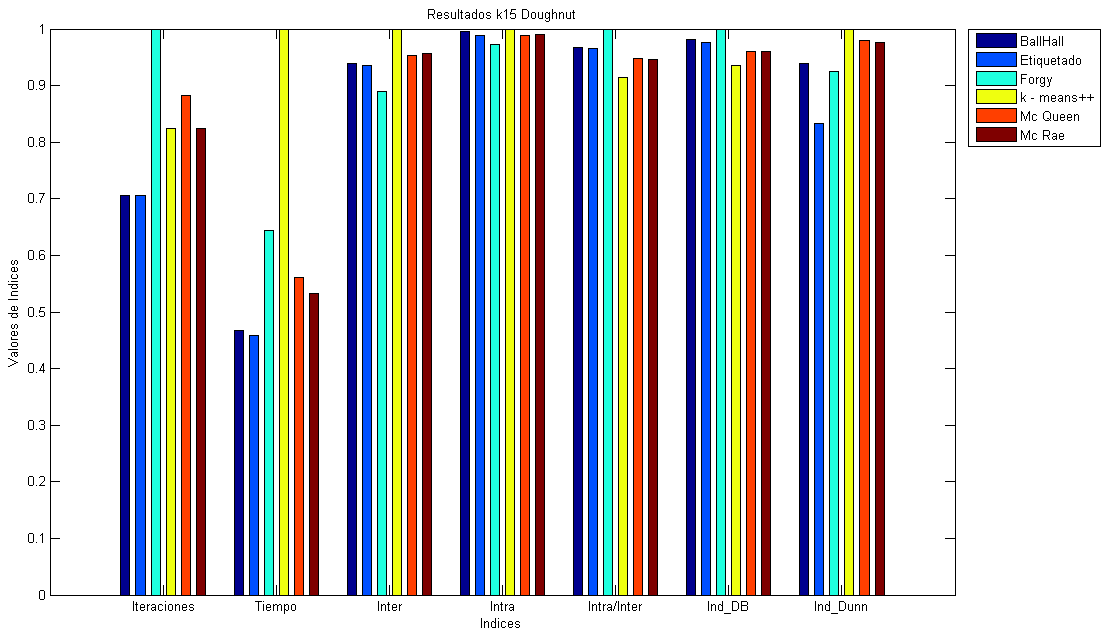 Resultados k15 Doughnut
Valores de Indices
1
0.9
0.8
0.7
0.6
0.5
0.4
0.3
0.2
0.1
0
Iteraciones
Tiempo
Inter
Intra
Intra/Inter
Ind_DB
Ind_Dunn
Indices
BallHall
Etiquetado
Forgy
k - means++
Mc Queen
Mc Rae